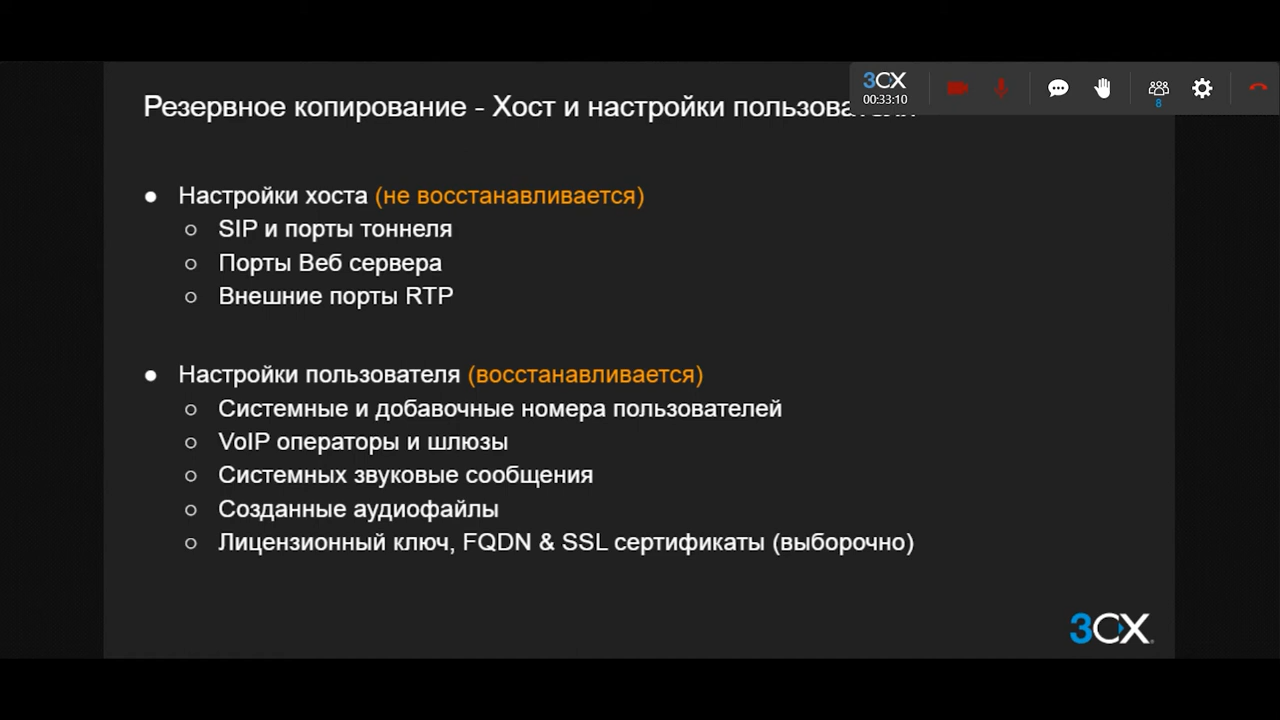 3CX
00:33:10
8
Резервное копирование - Хост и настройки
● Настройки хоста (не восстанавливается)
○ SIP и порты тоннеля
○ Порты Веб сервера
○ Внешние порты RTP
● Настройки пользователя (восстанавливается)
○ Системные и добавочные номера пользователей
○ VoIP операторы и шлюзы
○ Системных звуковые сообщения
○ Созданные аудиофайлы
○ Лицензионный ключ, FQDN & SSL сертификаты (выборочно)
3CX